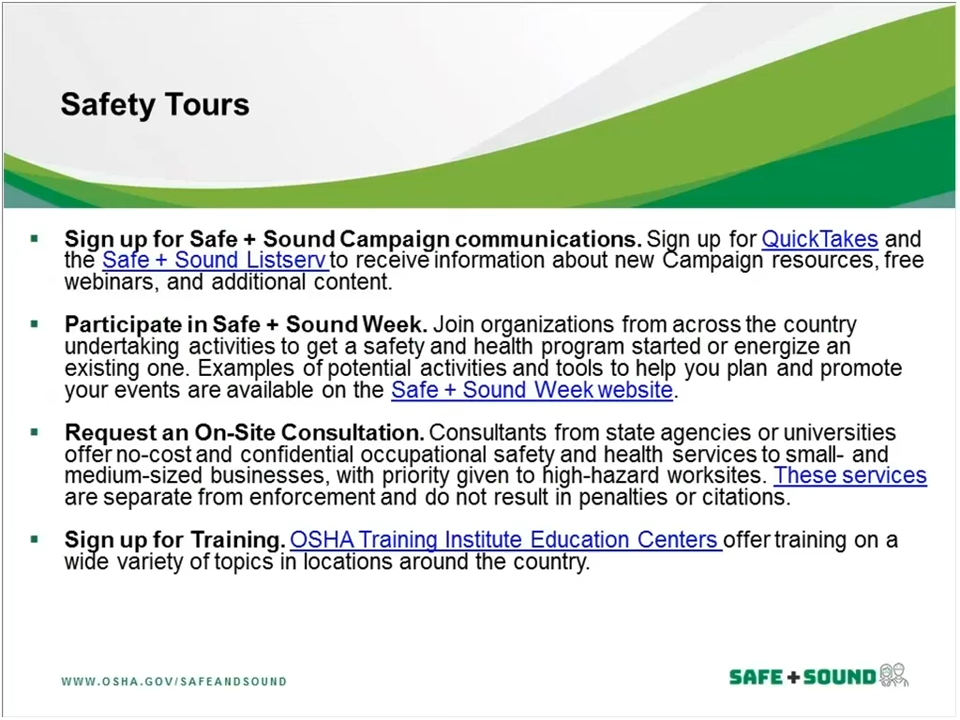 Safety Tours
▪ Sign up for Safe + Sound Campaign communications. Sign up for QuickTakes and
the Safe + Sound Listserv to receive information about new Campaign resources, free
webinars, and additional content.
▪ Participate in Safe + Sound Week. Join organizations from across the country
undertaking activities to get a safety and health program started or energize an
existing one. Examples of potential activities and tools to help you plan and promote
your events are available on the Safe + Sound Week website.
▪ Request an On-Site Consultation. Consultants from state agencies or universities
offer no-cost and confidential occupational safety and health services to small- and
medium-sized businesses, with priority given to high-hazard worksites. These services
are separate from enforcement and do not result in penalties or citations.
▪ Sign up for Training. OSHA Training Institute Education Centers offer training on a
wide variety of topics in locations around the country.
WWW.OSHA.GOV/SAFEANDSOUND
SAFE + SOUND